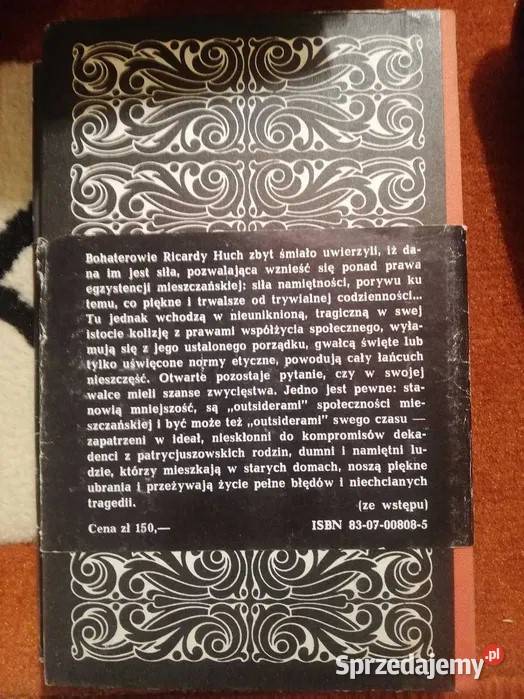 Bohaterowie Ricardy Huch zbyt śmiało uwierzyli, iż da-
na im jest siła, pozwalająca wznieść się ponad prawa
egzystencji mieszczańskiej: siła namiętności, porywu ku
temu, co piękne i trwalsze od trywialnej codzienności...
Tu jednak wchodzą w nieuniknioną, tragiczną w swej
istocie kolizję z prawami współżycia społecznego, wyła-
mują się z jego ustalonego porządku, gwałcą święte lub
tylko uświęcone normy etyczne, powodują cały łańcuch
nieszczęść. Otwarte pozostaje pytanie, czy w swojej
walce mieli szanse zwycięstwa. Jedno jest pewne: sta-
nowią mniejszość, są „outsiderami” społeczności mie-
szczańskiej i być może też „outsiderami” swego czasu —
zapatrzeni w ideał, nieskłonni do kompromisów deka-
denci z patrycjuszowskich rodzin, dumni i namiętni lu-
dzie, którzy mieszkają w starych domach, noszą piękne
ubrania i przeżywają życie pełne błędów i niechcianych
tragedii.
(ze wstępu)
Cena zł 150,— ISBN 83-07-00808-5
Sprzedajemy.pl